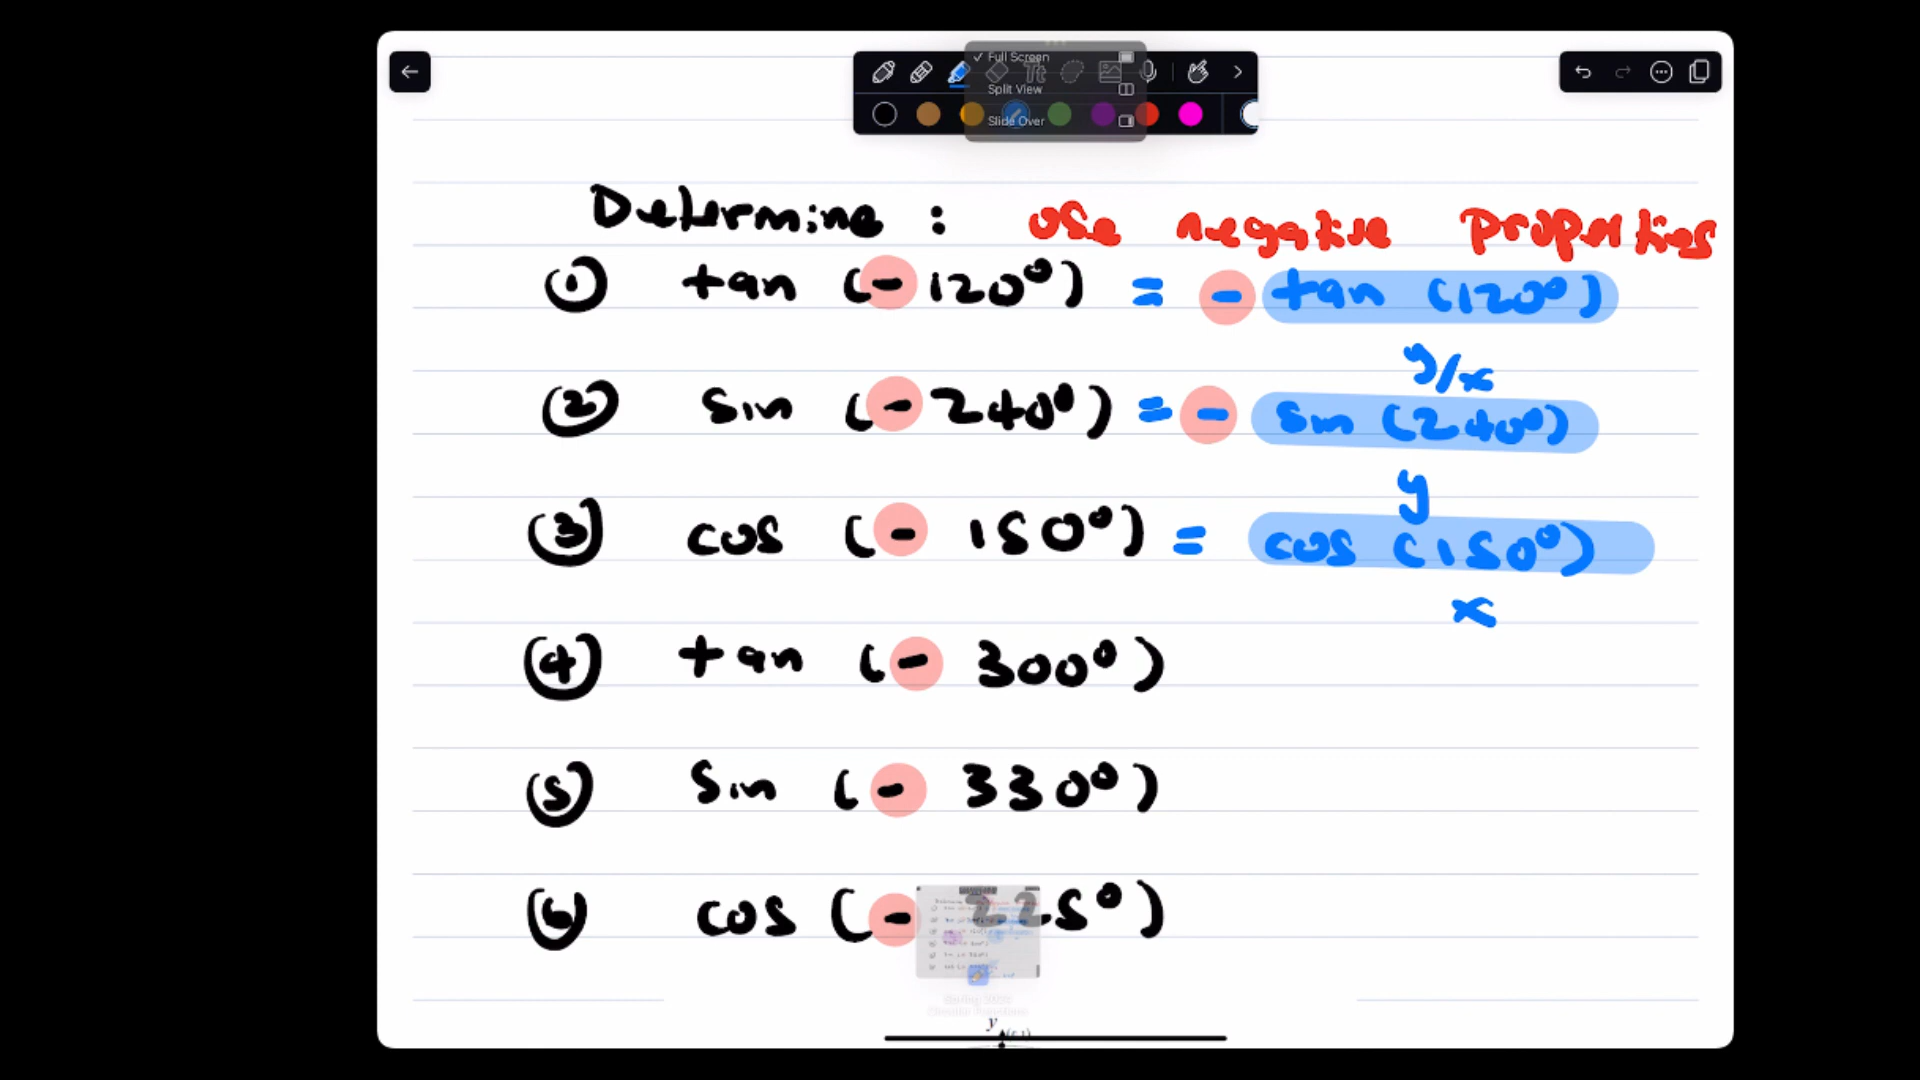 ✓ Full Screen
Tt
Split View
Slide Over
Determine : use negative properties
① tan (-120°) = - tan (120°)
y/x
② sin (-240°) = - sin (240°)
y
③ cos (- 150°) = cos (150°)
x
④ tan (- 300°)
⑤ sin (- 330°)
⑥ cos (- 225°)
y